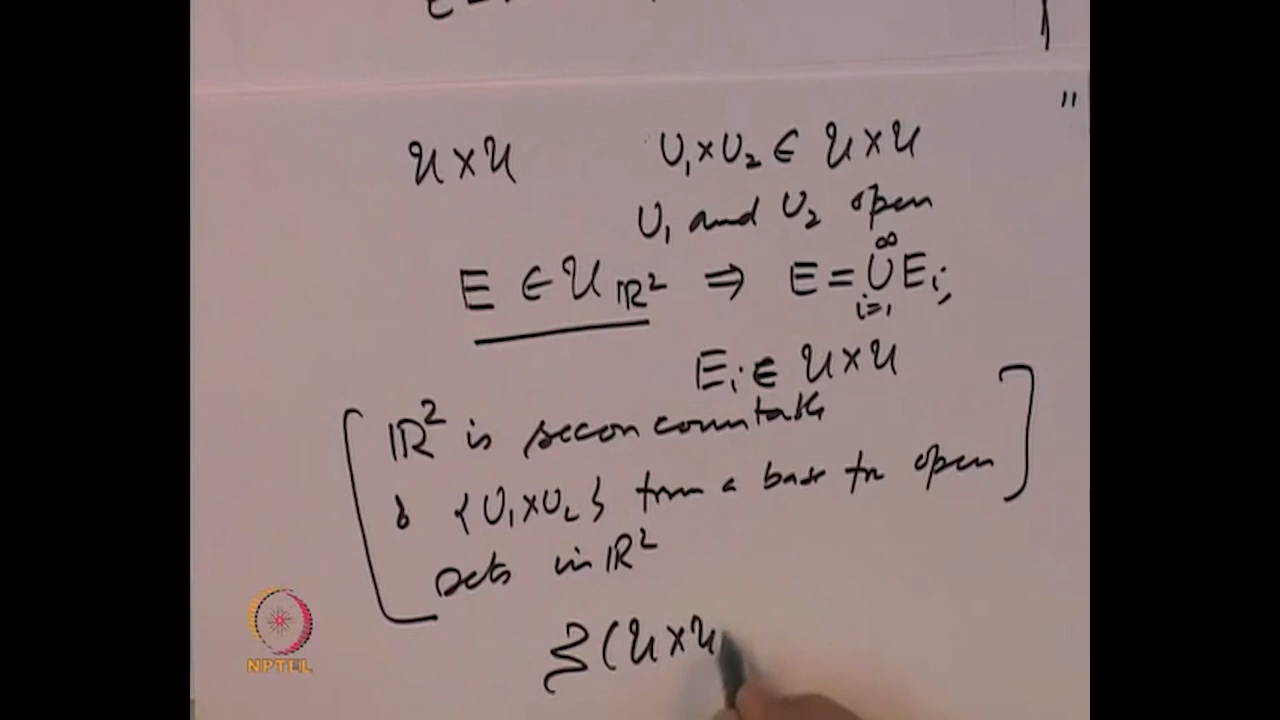 𝒰 × 𝒰 U₁ × U₂ ∈ 𝒰 × 𝒰
U₁ and U₂ open
E ∈ 𝒰_ℝ² ⇒ E = ∪_{i=1}^{∞} Eᵢ,
Eᵢ ∈ 𝒰 × 𝒰
ℝ² is secon countable
& {U₁ × U₂} form a base for open
sets in ℝ²
(𝒰 × 𝒰
NPTEL